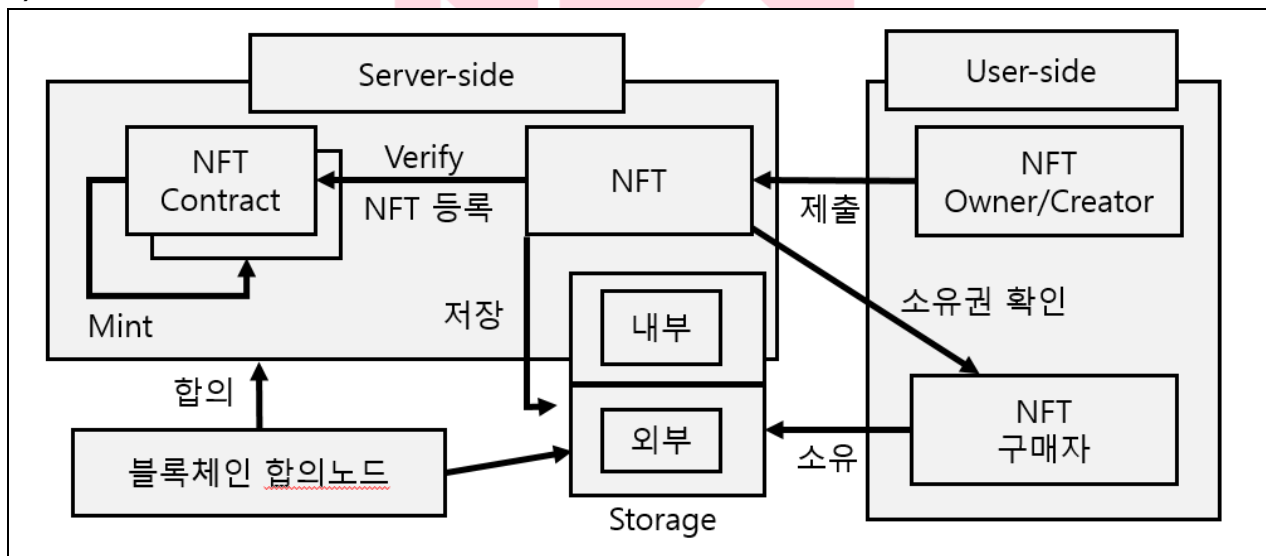 Server-side
User-side
NFT
Contract
Verify
NFT 등록
NFT
제출
NFT
Owner/Creator
Mint
저장
내부
소유권 확인
합의
블록체인 합의노드
외부
소유
NFT
구매자
Storage